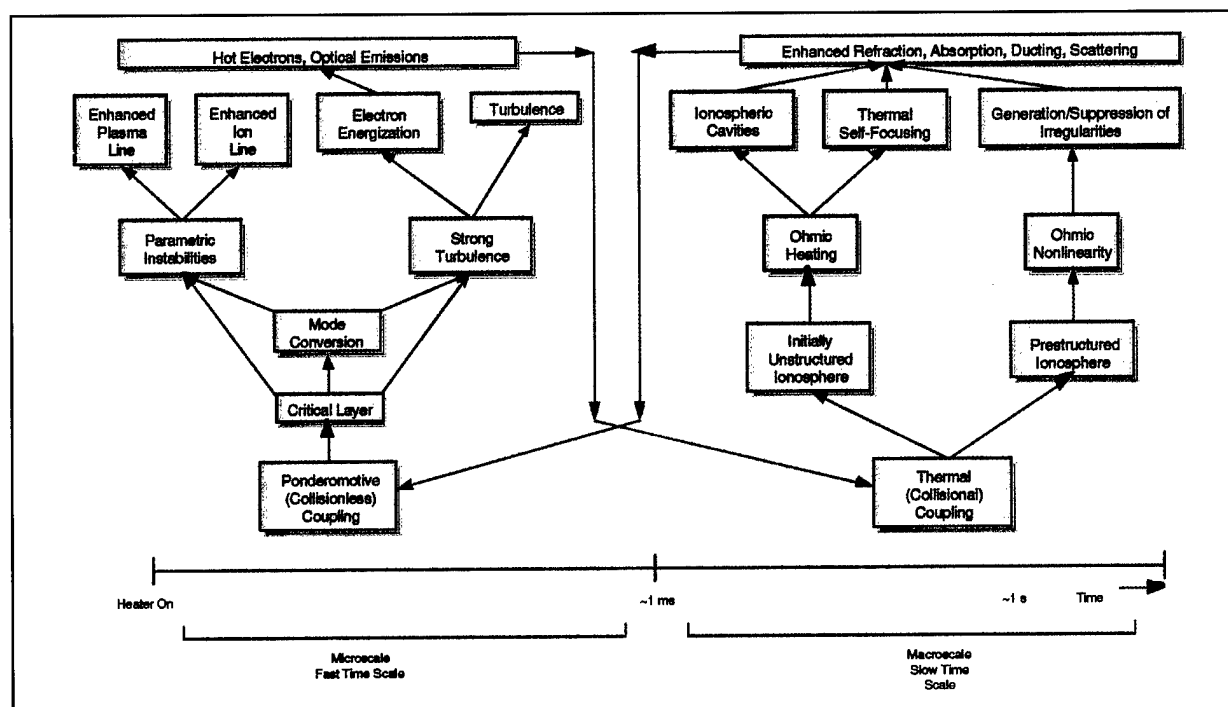 Hot Electrons, Optical Emissions
Enhanced Refraction, Absorption, Ducting, Scattering
Enhanced
Plasma
Line
Enhanced
Ion
Line
Electron
Energization
Turbulence
Ionospheric
Cavities
Thermal
Self-Focusing
Generation/Suppression of
Irregularities
Parametric
Instabilities
Strong
Turbulence
Ohmic
Heating
Ohmic
Nonlinearity
Mode
Conversion
Initially
Unstructured
Ionosphere
Prestructured
Ionosphere
Critical Layer
Ponderomotive
(Collisionless)
Coupling
Thermal
(Collisional)
Coupling
Heater On
~1 ms
~1 s
Time
Microscale
Fast Time Scale
Macroscale
Slow Time
Scale